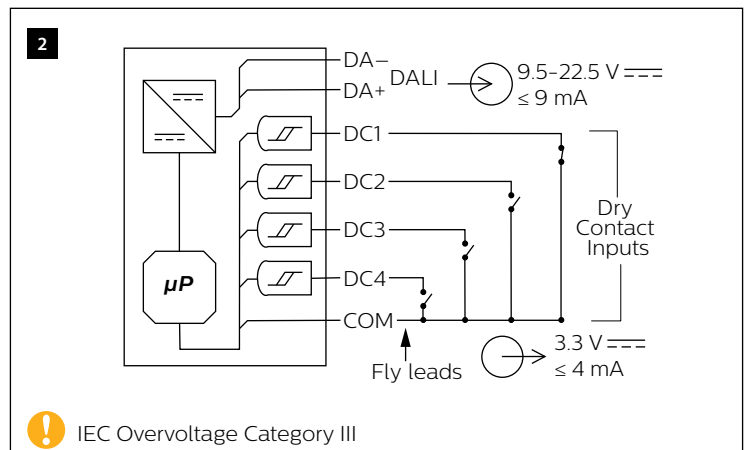 2
DA–
DALI
DA+
9.5-22.5 V
≤ 9 mA
DC1
DC2
DC3
DC4
COM
µP
Dry
Contact
Inputs
Fly leads
3.3 V
≤ 4 mA
!
IEC Overvoltage Category III